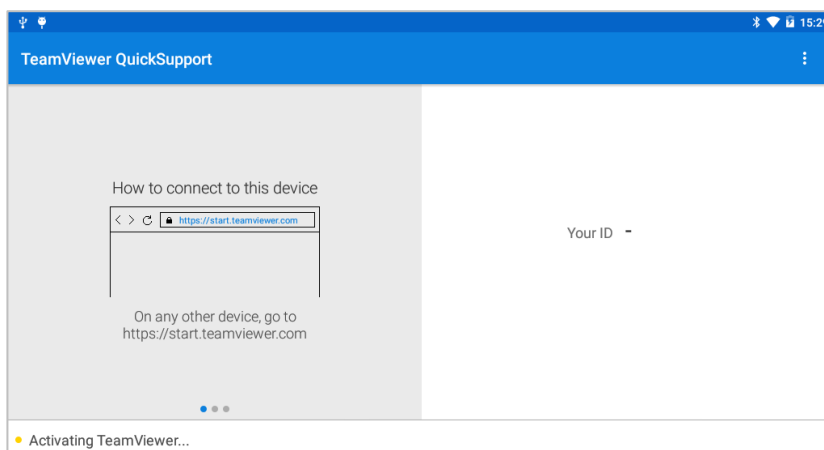 15:29
TeamViewer QuickSupport
How to connect to this device
https://start.teamviewer.com
On any other device, go to
https://start.teamviewer.com
Your ID -
Activating TeamViewer...